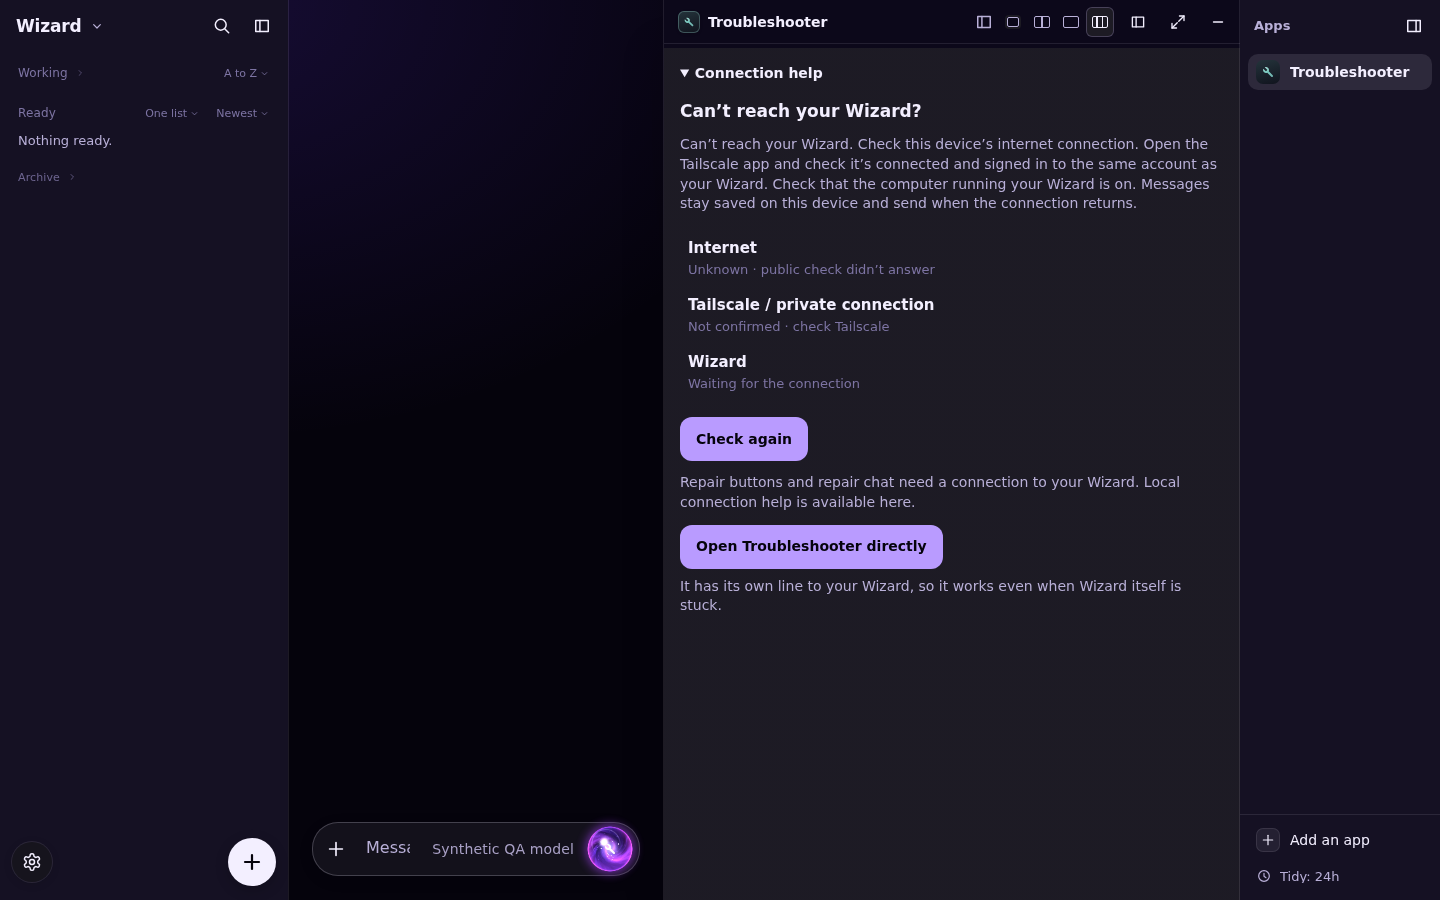 Wizard
Working
A to Z
Ready
One list
Newest
Nothing ready.
Archive
Messa
Synthetic QA model
Troubleshooter
▼ Connection help
Can’t reach your Wizard?
Can’t reach your Wizard. Check this device’s internet connection. Open the
Tailscale app and check it’s connected and signed in to the same account as
your Wizard. Check that the computer running your Wizard is on. Messages
stay saved on this device and send when the connection returns.
Internet
Unknown · public check didn’t answer
Tailscale / private connection
Not confirmed · check Tailscale
Wizard
Waiting for the connection
Check again
Repair buttons and repair chat need a connection to your Wizard. Local
connection help is available here.
Open Troubleshooter directly
It has its own line to your Wizard, so it works even when Wizard itself is
stuck.
Apps
Troubleshooter
Add an app
Tidy: 24h